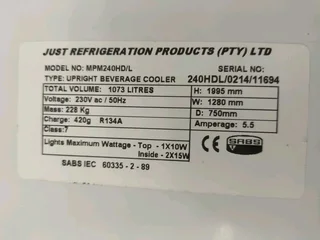 JUST REFRIGERATION PRODUCTS (PTY) LTD
MODEL NO: MPM240HD/L
SERIAL NO:
TYPE: UPRIGHT BEVERAGE COOLER
240HDL/0214/11694
TOTAL VOLUME: 1073 LITRES
H: 1995 mm
Voltage: 230V ac / 50Hz
W: 1280 mm
Mass: 228 Kg
D: 750mm
Charge: 420g R134A
Amperage: 5.5
Class:7
Lights Maximum Wattage - Top - 1X10W
Inside - 2X15W
CE SABS
SABS IEC 60335 - 2 - 89